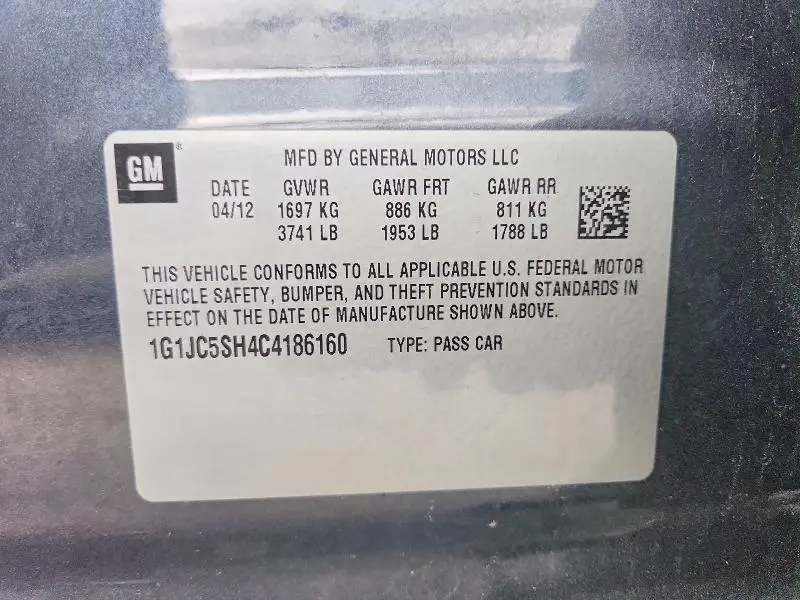 GM®
MFD BY GENERAL MOTORS LLC
DATE GVWR GAWR FRT GAWR RR
04/12 1697 KG 886 KG 811 KG
3741 LB 1953 LB 1788 LB
THIS VEHICLE CONFORMS TO ALL APPLICABLE U.S. FEDERAL MOTOR
VEHICLE SAFETY, BUMPER, AND THEFT PREVENTION STANDARDS IN
EFFECT ON THE DATE OF MANUFACTURE SHOWN ABOVE.
1G1JC5SH4C4186160 TYPE: PASS CAR